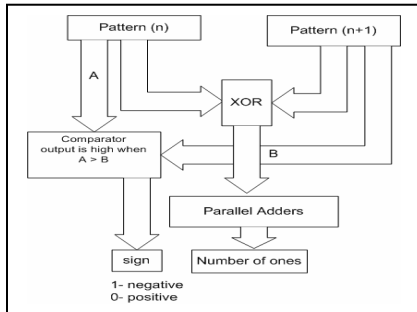 Pattern (n)
Pattern (n+1)
A
XOR
Comparator
output is high when
A > B
B
Parallel Adders
sign
Number of ones
1- negative
0- positive